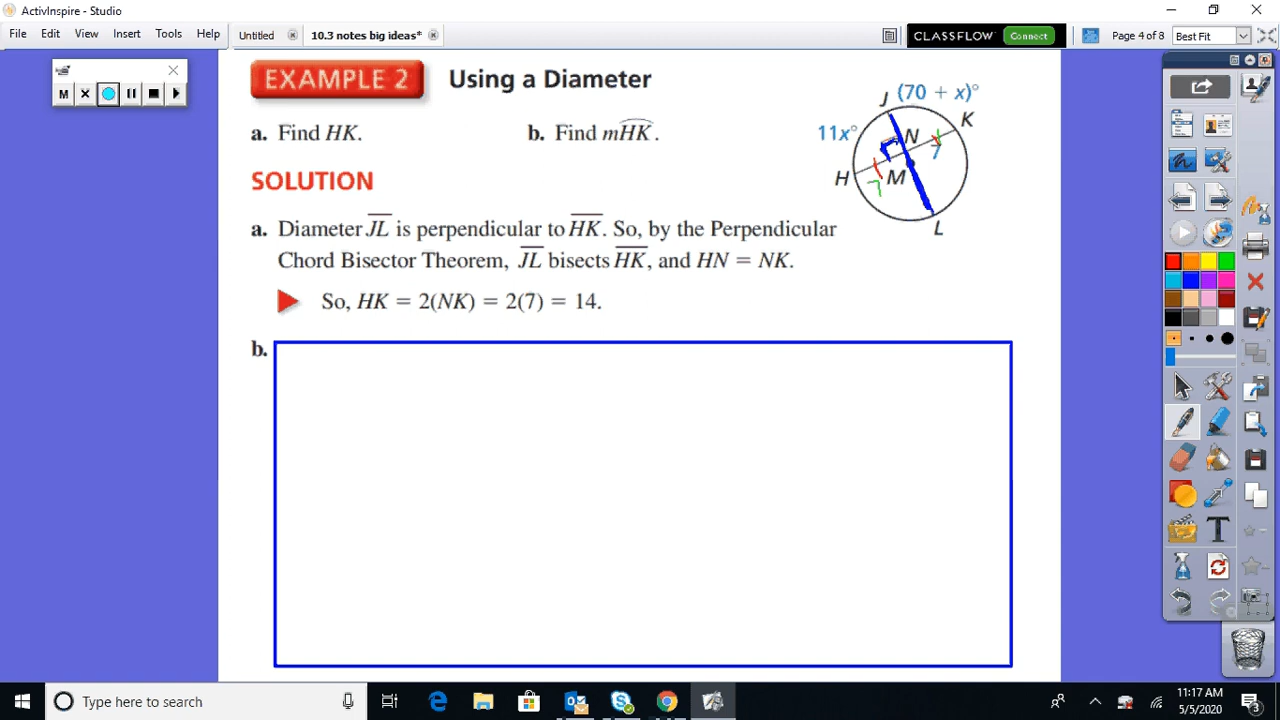 ActivInspire - Studio
File Edit View Insert Tools Help
Untitled
10.3 notes big ideas*
CLASSFLOW Connect
Page 4 of 8
Best Fit
M
EXAMPLE 2 Using a Diameter
a. Find HK.
b. Find mHK.
J (70 + x)°
K
11x°
N
7
H
M
7
L
SOLUTION
a. Diameter JL is perpendicular to HK. So, by the Perpendicular
Chord Bisector Theorem, JL bisects HK, and HN = NK.
So, HK = 2(NK) = 2(7) = 14.
b.
T
Type here to search
11:17 AM
5/5/2020
3